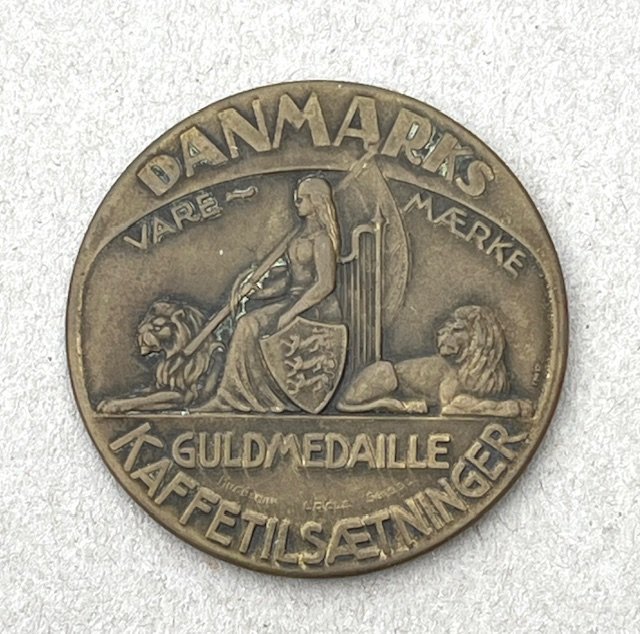 DANMARKS
VARE~ MÆRKE
GULDMEDAILLE
KAFFETILSÆTNINGER